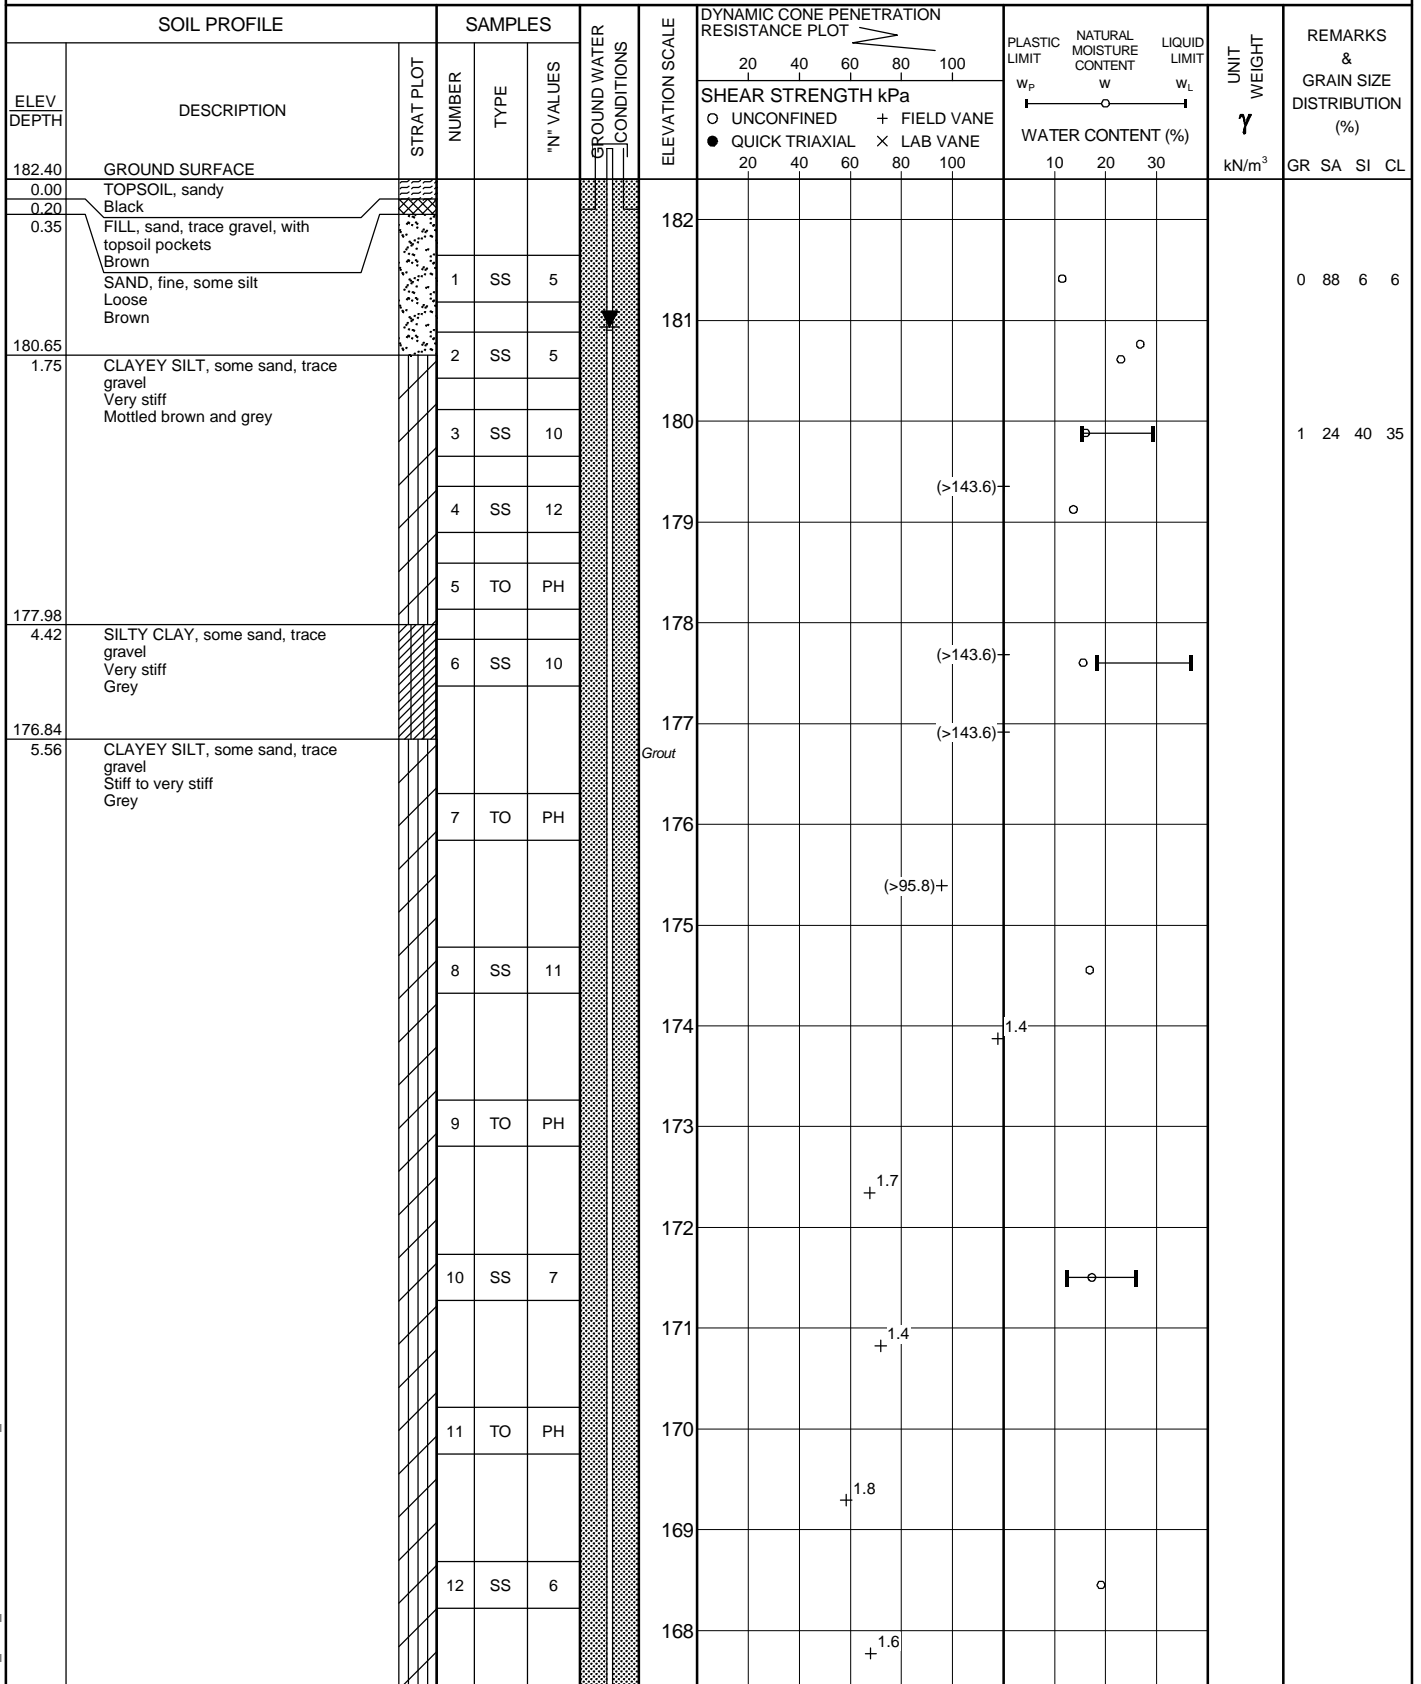 SOIL PROFILE
SAMPLES
GROUND WATER
CONDITIONS
ELEVATION SCALE
DYNAMIC CONE PENETRATION
RESISTANCE PLOT
20 40 60 80 100
SHEAR STRENGTH kPa
UNCONFINED + FIELD VANE
QUICK TRIAXIAL × LAB VANE
20 40 60 80 100
PLASTIC
LIMIT
NATURAL
MOISTURE
CONTENT
LIQUID
LIMIT
WP W WL
WATER CONTENT (%)
10 20 30
UNIT
WEIGHT
γ
kN/m³
REMARKS
&
GRAIN SIZE
DISTRIBUTION
(%)
GR SA SI CL
ELEV
DEPTH
DESCRIPTION
STRAT PLOT
NUMBER
TYPE
"N" VALUES
182.40 GROUND SURFACE
0.00 TOPSOIL, sandy
0.20 Black
0.35 FILL, sand, trace gravel, with
topsoil pockets
Brown
SAND, fine, some silt
Loose
Brown
180.65
1.75 CLAYEY SILT, some sand, trace
gravel
Very stiff
Mottled brown and grey
177.98
4.42 SILTY CLAY, some sand, trace
gravel
Very stiff
Grey
176.84
5.56 CLAYEY SILT, some sand, trace
gravel
Stiff to very stiff
Grey
1 SS 5
2 SS 5
3 SS 10
4 SS 12
5 TO PH
6 SS 10
7 TO PH
8 SS 11
9 TO PH
10 SS 7
11 TO PH
12 SS 6
182
181
180
179
178
177
Grout
176
175
174
173
172
171
170
169
168
(>143.6)
(>143.6)
(>143.6)
(>95.8)
1.4
1.7
1.4
1.8
1.6
0 88 6 6
1 24 40 35